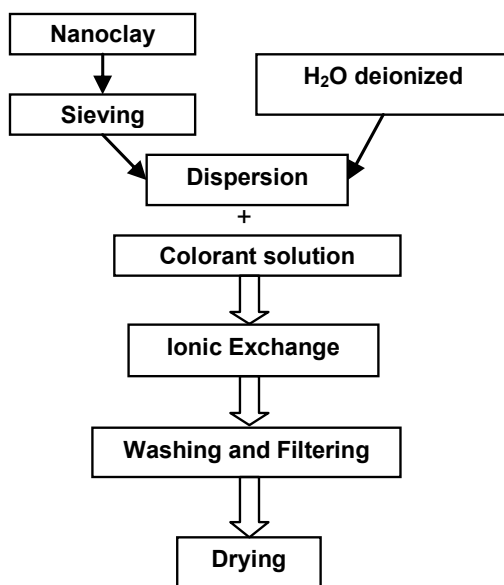 Nanoclay
H₂O deionized
Sieving
Dispersion
+
Colorant solution
Ionic Exchange
Washing and Filtering
Drying